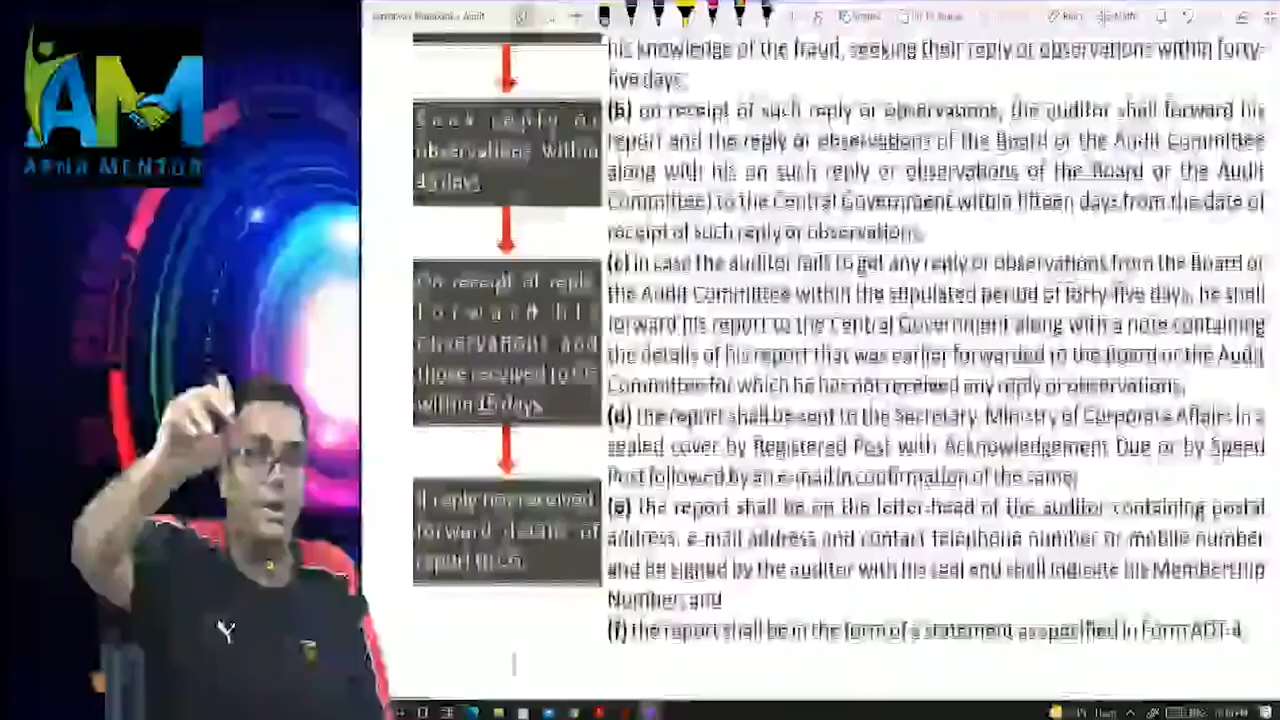 AM
APNA MENTOR
Seek reply or
observations within
45 days
On receipt of reply
forward his
observations and
those received to CG
within 15 days
If reply not received
forward details of
report to CG
his knowledge of the fraud, seeking their reply or observations within forty-
five days;
(b) on receipt of such reply or observations, the auditor shall forward his
report and the reply or observations of the Board or the Audit Committee
along with his on such reply or observations of the Board or the Audit
Committee) to the Central Government within fifteen days from the date of
receipt of such reply or observations;
(c) in case the auditor fails to get any reply or observations from the Board or
the Audit Committee within the stipulated period of forty-five days, he shall
forward his report to the Central Government along with a note containing
the details of his report that was earlier forwarded to the Board or the Audit
Committee for which he has not received any reply or observations;
(d) the report shall be sent to the Secretary, Ministry of Corporate Affairs in a
sealed cover by Registered Post with Acknowledgement Due or by Speed
Post followed by an e-mail in confirmation of the same;
(e) the report shall be on the letter-head of the auditor containing postal
address, e-mail address and contact telephone number or mobile number
and be signed by the auditor with his seal and shall indicate his Membership
Number; and
(f) the report shall be in the form of a statement as specified in Form ADT-4.